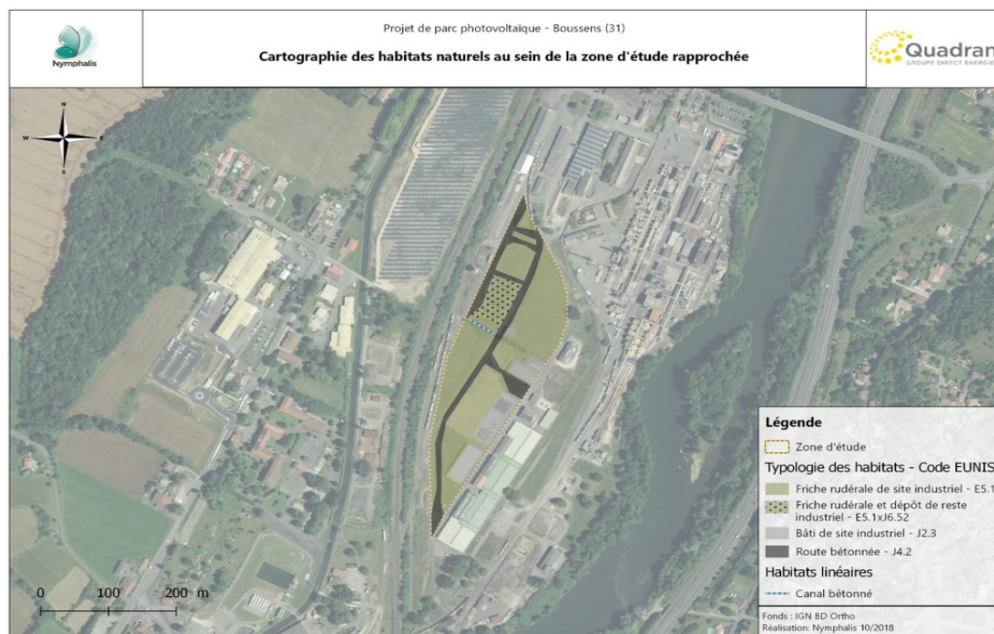 Nymphalis
Projet de parc photovoltaïque - Boussens (31)
Cartographie des habitats naturels au sein de la zone d'étude rapprochée
Quadran
GROUPE DIRECT ENERGIE
N
W E
S
Légende
Zone d'étude
Typologie des habitats - Code EUNIS
Friche rudérale de site industriel - E5.1
Friche rudérale et dépôt de reste
industriel - E5.1xJ6.52
Bâti de site industriel - J2.3
Route bétonnée - J4.2
Habitats linéaires
Canal bétonné
0 100 200 m
Fonds : IGN BD Ortho
Réalisation: Nymphalis 10/2018